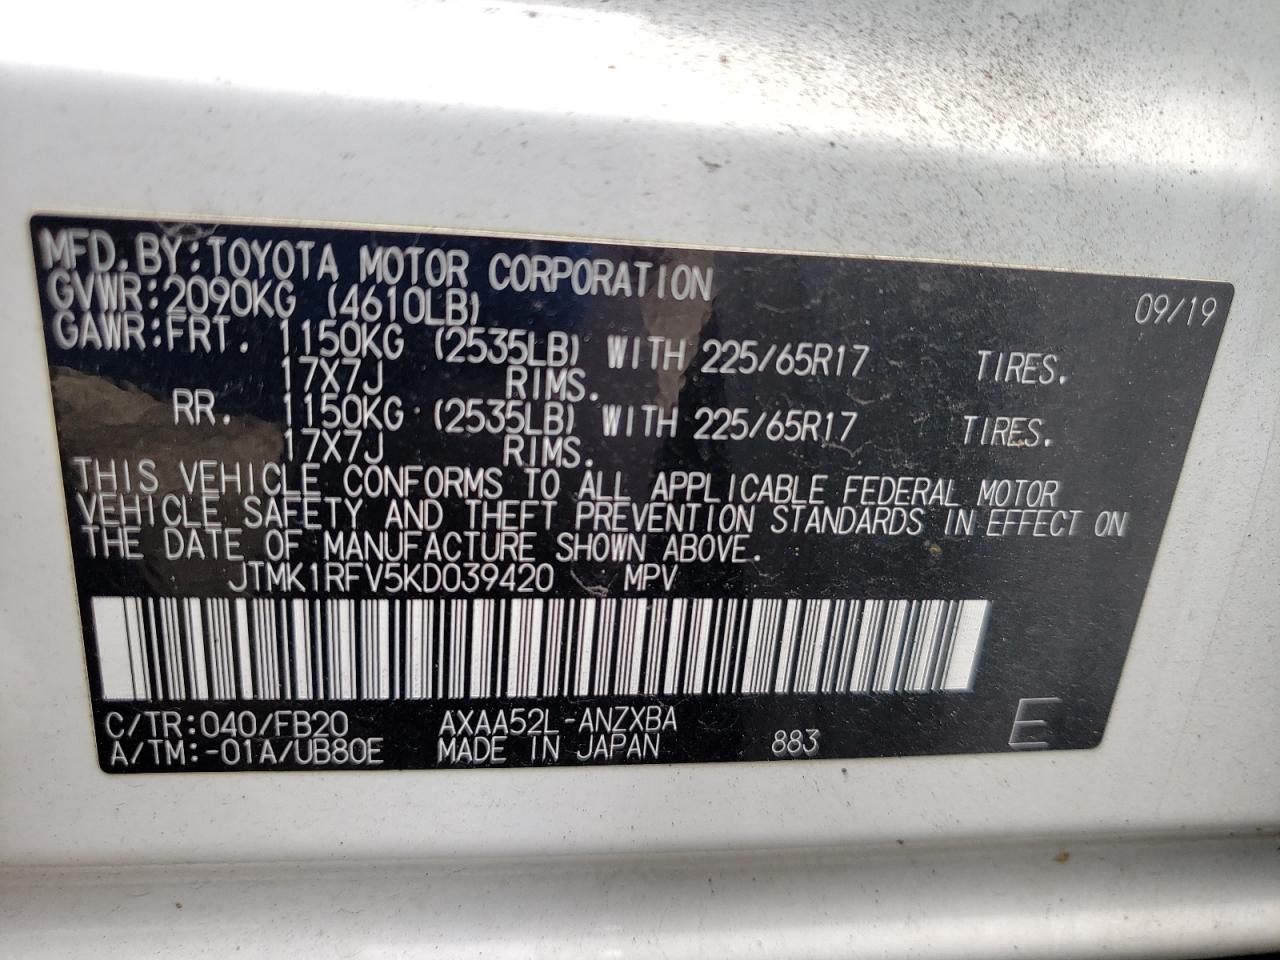 MFD. BY: TOYOTA MOTOR CORPORATION 09/19
GVWR: 2090KG (4610LB)
GAWR: FRT. 1150KG (2535LB) WITH 225/65R17 TIRES.
17X7J RIMS.
RR. 1150KG (2535LB) WITH 225/65R17 TIRES.
17X7J RIMS.
THIS VEHICLE CONFORMS TO ALL APPLICABLE FEDERAL MOTOR
VEHICLE SAFETY AND THEFT PREVENTION STANDARDS IN EFFECT ON
THE DATE OF MANUFACTURE SHOWN ABOVE.
JTMK1RFV5KD039420 MPV
C/TR: 040/FB20 AXAA52L-ANZXBA
A/TM: -01A/UB80E MADE IN JAPAN 883 E